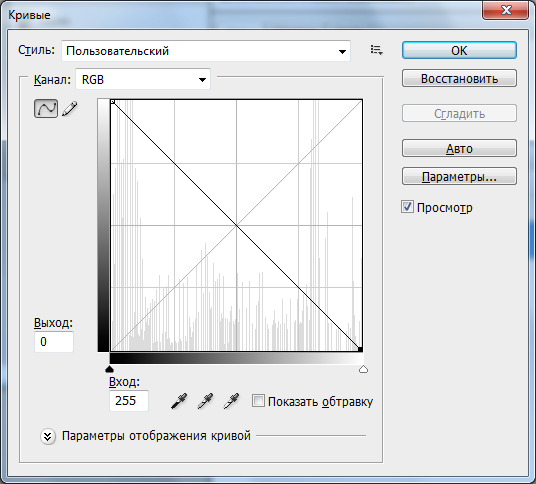 Кривые
Стиль: Пользовательский
OK
Канал: RGB
Восстановить
Сгладить
Авто
Параметры...
Просмотр
Выход:
0
Вход:
255
Показать обтравку
Параметры отображения кривой